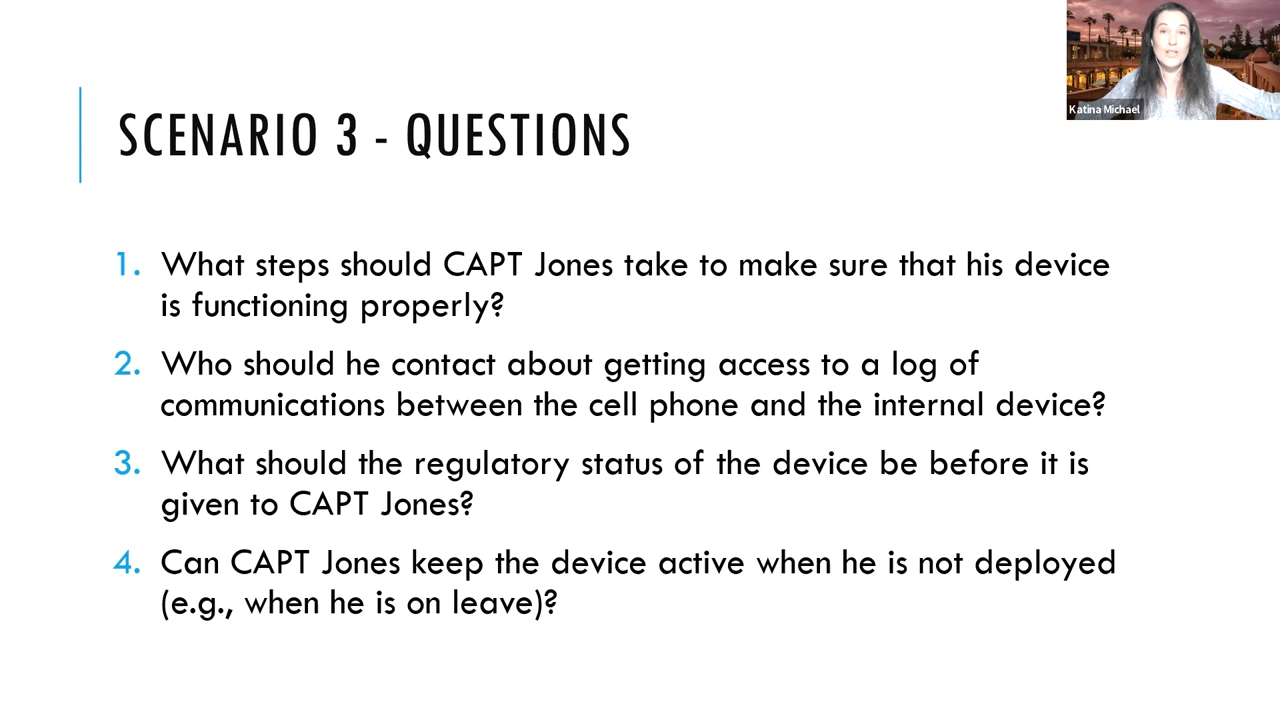 Katina Michael
SCENARIO 3 - QUESTIONS
1. What steps should CAPT Jones take to make sure that his device
is functioning properly?
2. Who should he contact about getting access to a log of
communications between the cell phone and the internal device?
3. What should the regulatory status of the device be before it is
given to CAPT Jones?
4. Can CAPT Jones keep the device active when he is not deployed
(e.g., when he is on leave)?